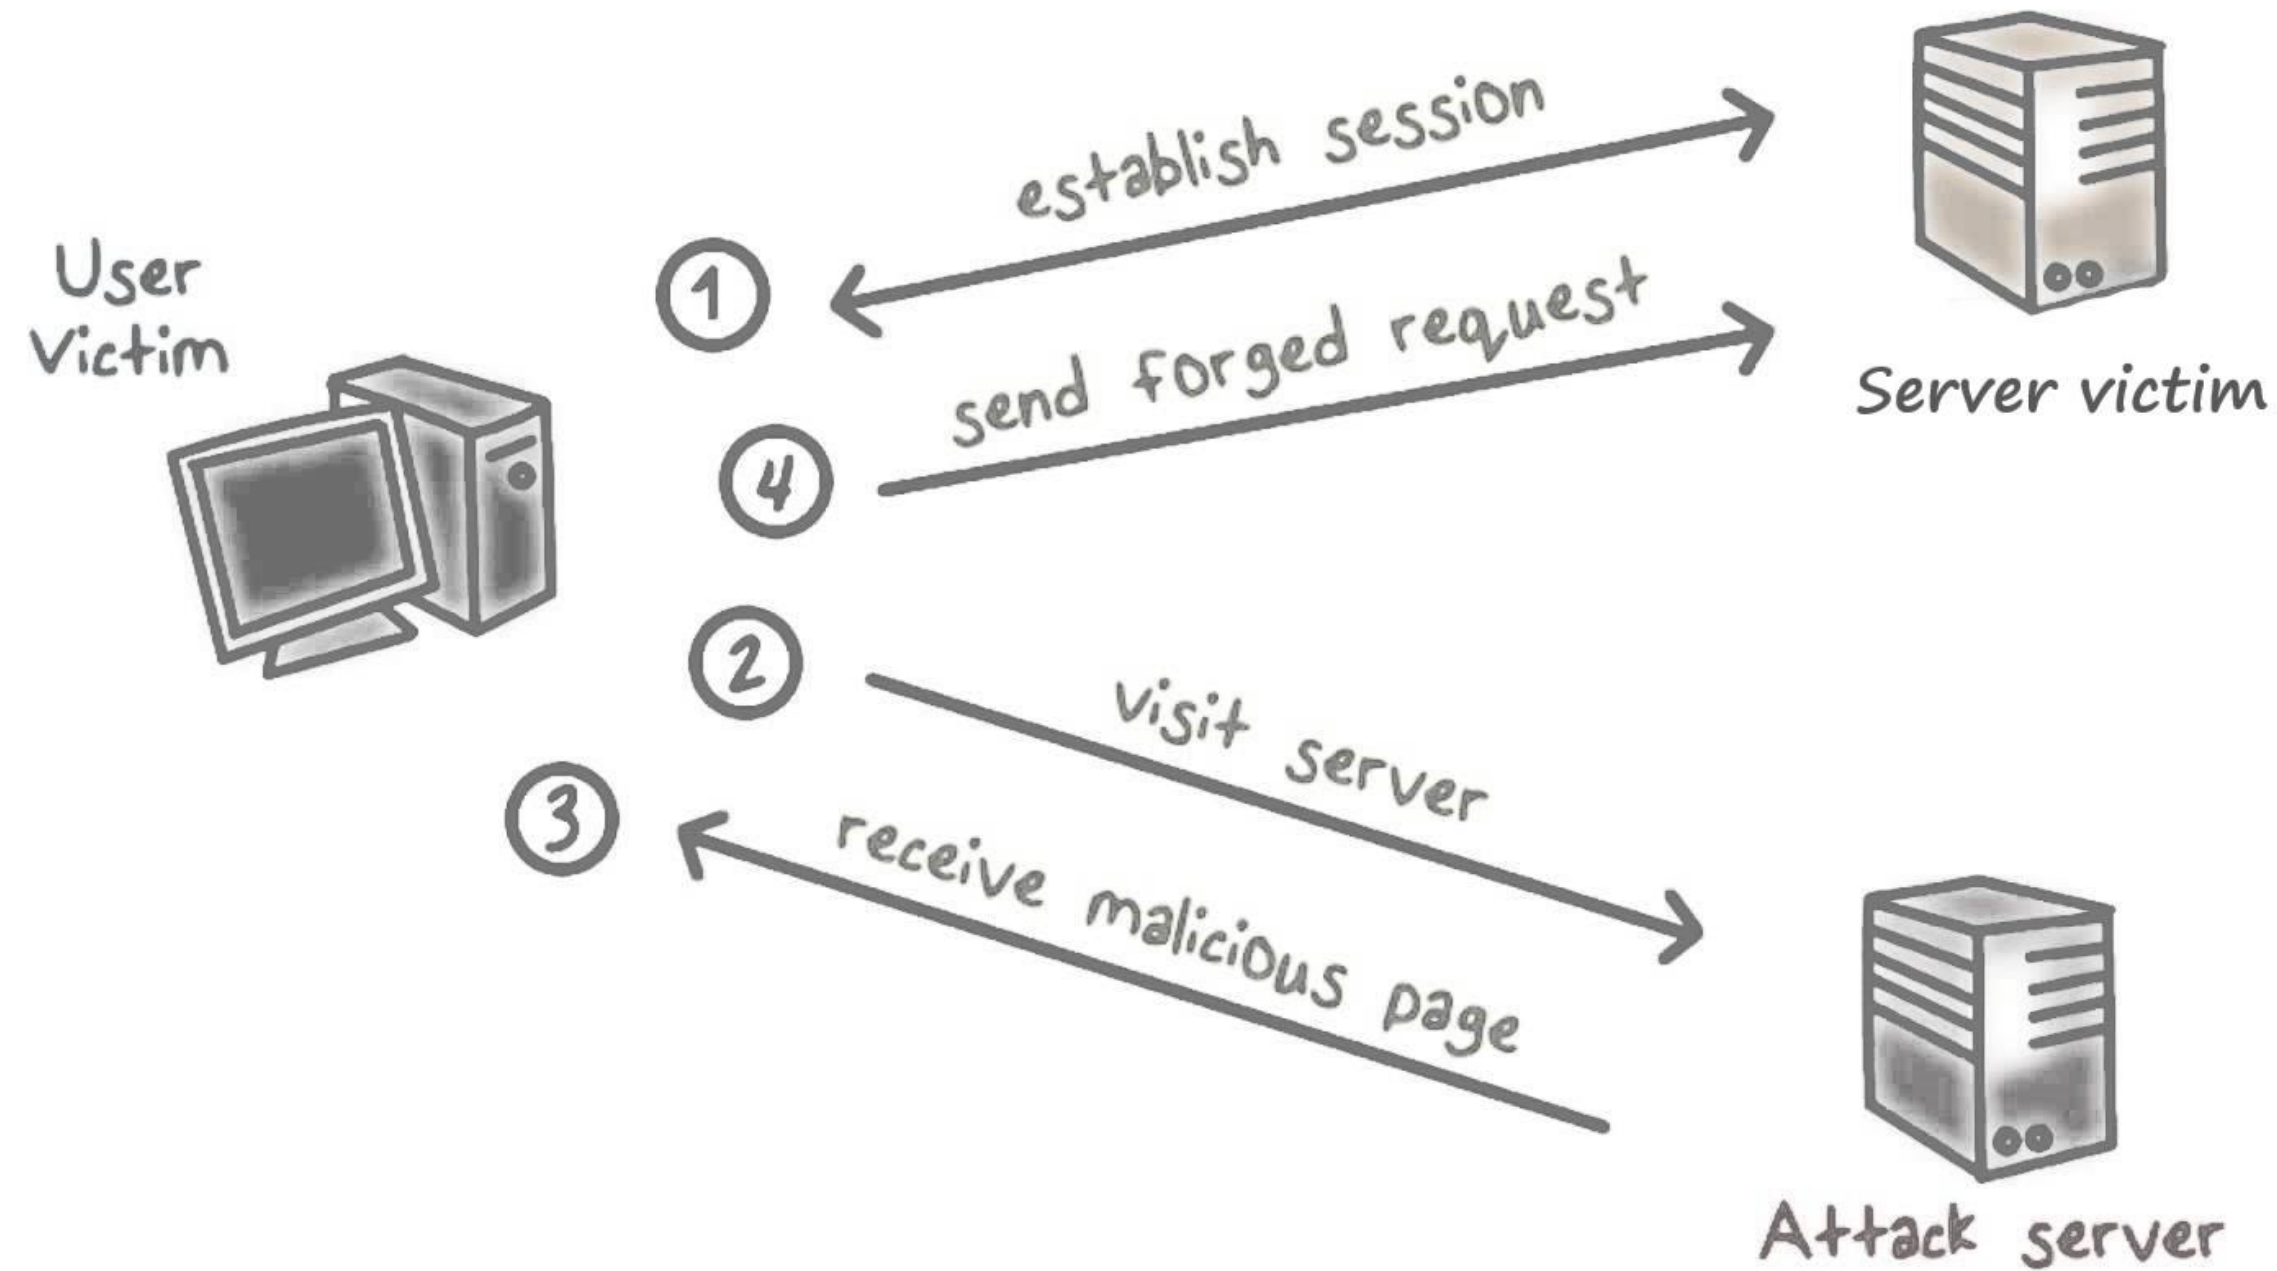 establish session
User
Victim
1
send forged request
Server victim
4
2
visit server
3
receive malicious page
Attack server